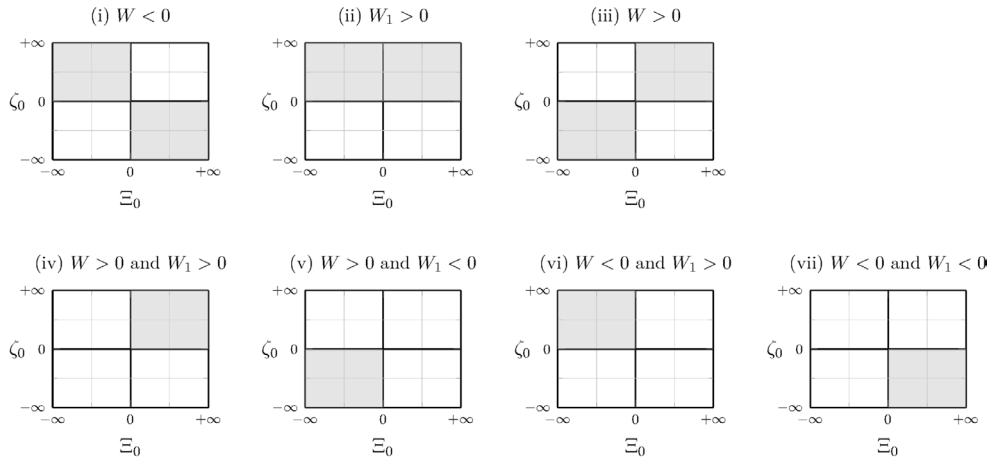 (i) W < 0
(ii) W₁ > 0
(iii) W > 0
+∞ +∞ +∞
ζ₀ 0 ζ₀ 0 ζ₀ 0
−∞ −∞ −∞
−∞ 0 +∞ −∞ 0 +∞ −∞ 0 +∞
Ξ₀ Ξ₀ Ξ₀
(iv) W > 0 and W₁ > 0
(v) W > 0 and W₁ < 0
(vi) W < 0 and W₁ > 0
(vii) W < 0 and W₁ < 0
+∞ +∞ +∞ +∞
ζ₀ 0 ζ₀ 0 ζ₀ 0 ζ₀ 0
−∞ −∞ −∞ −∞
−∞ 0 +∞ −∞ 0 +∞ −∞ 0 +∞ −∞ 0 +∞
Ξ₀ Ξ₀ Ξ₀ Ξ₀